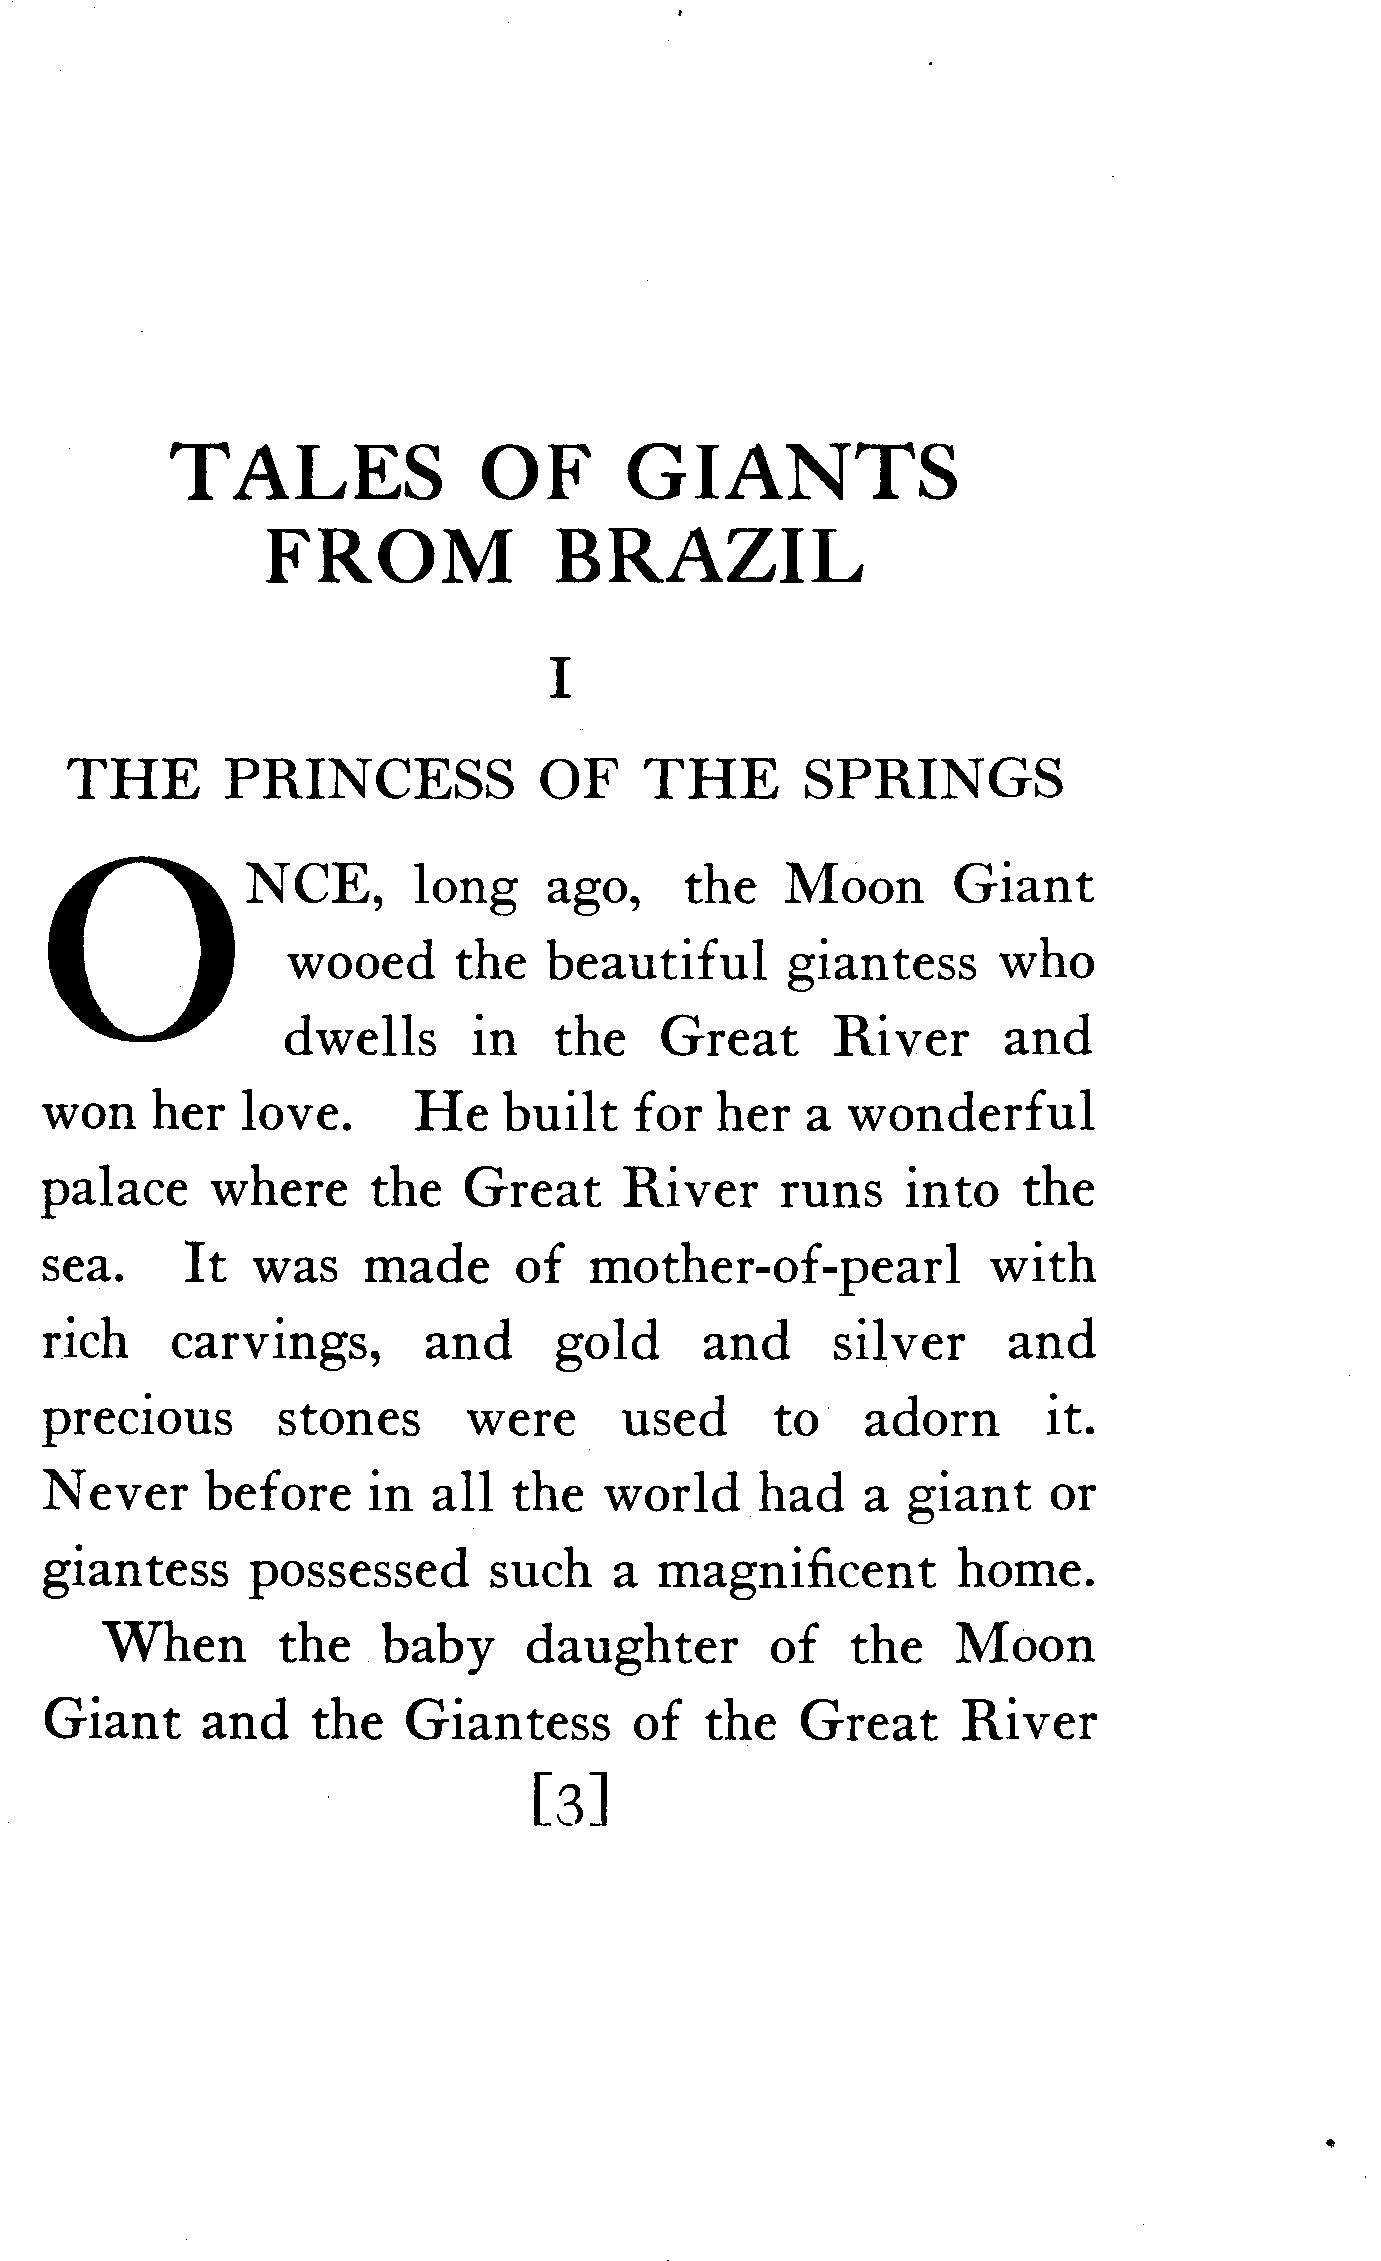 TALES OF GIANTS
FROM BRAZIL
I
THE PRINCESS OF THE SPRINGS
ONCE, long ago, the Moon Giant
wooed the beautiful giantess who
dwells in the Great River and
won her love. He built for her a wonderful
palace where the Great River runs into the
sea. It was made of mother-of-pearl with
rich carvings, and gold and silver and
precious stones were used to adorn it.
Never before in all the world had a giant or
giantess possessed such a magnificent home.
When the baby daughter of the Moon
Giant and the Giantess of the Great River
[3]